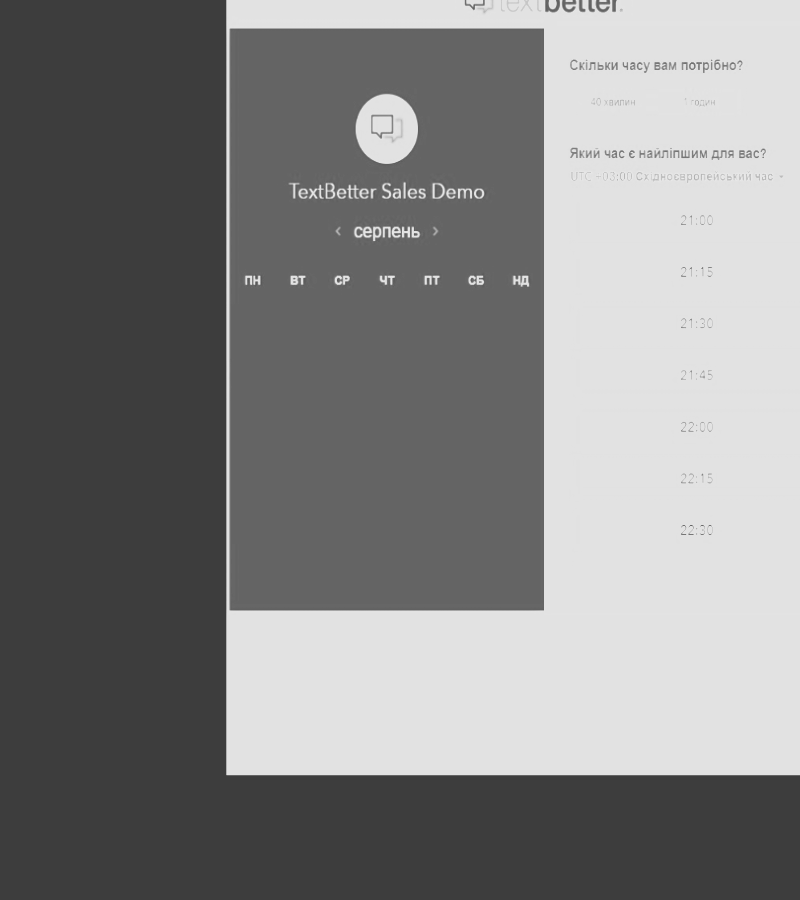 textbetter.
TextBetter Sales Demo
‹ серпень ›
ПН ВТ СР ЧТ ПТ СБ НД
Скільки часу вам потрібно?
40 хвилин 1 годин
Який час є найліпшим для вас?
UTC +03:00 Східноєвропейський час
21:00
21:15
21:30
21:45
22:00
22:15
22:30